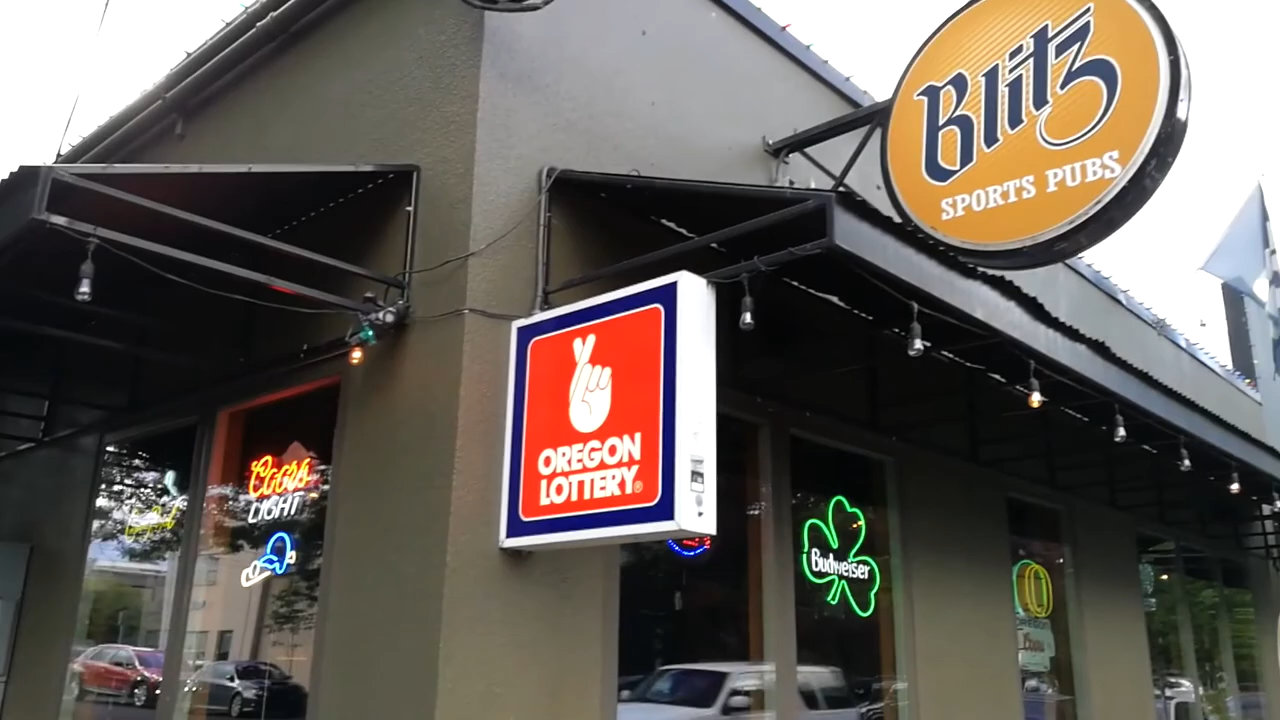 Blitz
SPORTS PUBS
OREGON
LOTTERY®
Coors
LIGHT
Budweiser